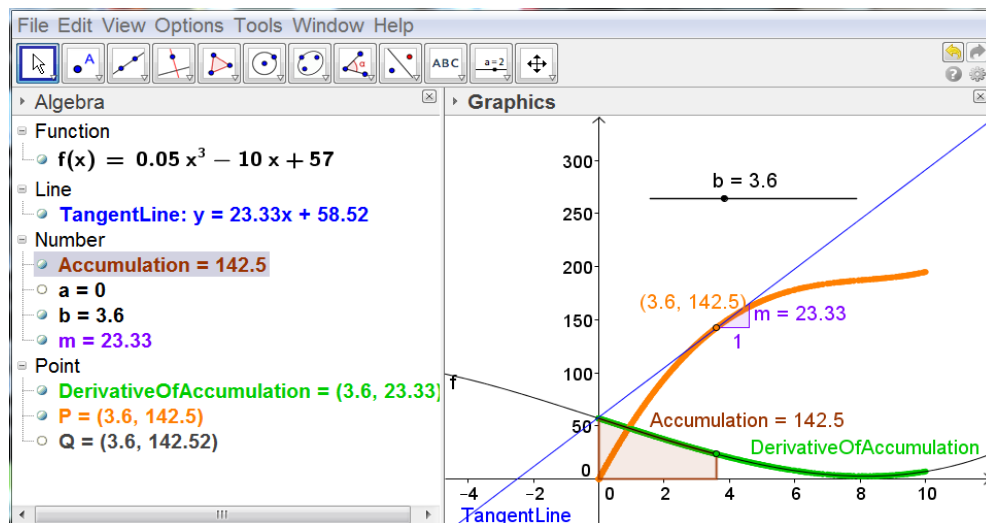 File Edit View Options Tools Window Help
A
α
ABC
a=2
Algebra
Function
f(x) = 0.05 x³ − 10 x + 57
Line
TangentLine: y = 23.33x + 58.52
Number
Accumulation = 142.5
a = 0
b = 3.6
m = 23.33
Point
DerivativeOfAccumulation = (3.6, 23.33)
P = (3.6, 142.5)
Q = (3.6, 142.52)
Graphics
b = 3.6
300
250
200
150
100
50
0
(3.6, 142.5)
m = 23.33
1
f
Accumulation = 142.5
DerivativeOfAccumulation
−4 −2 0 2 4 6 8 10
TangentLine